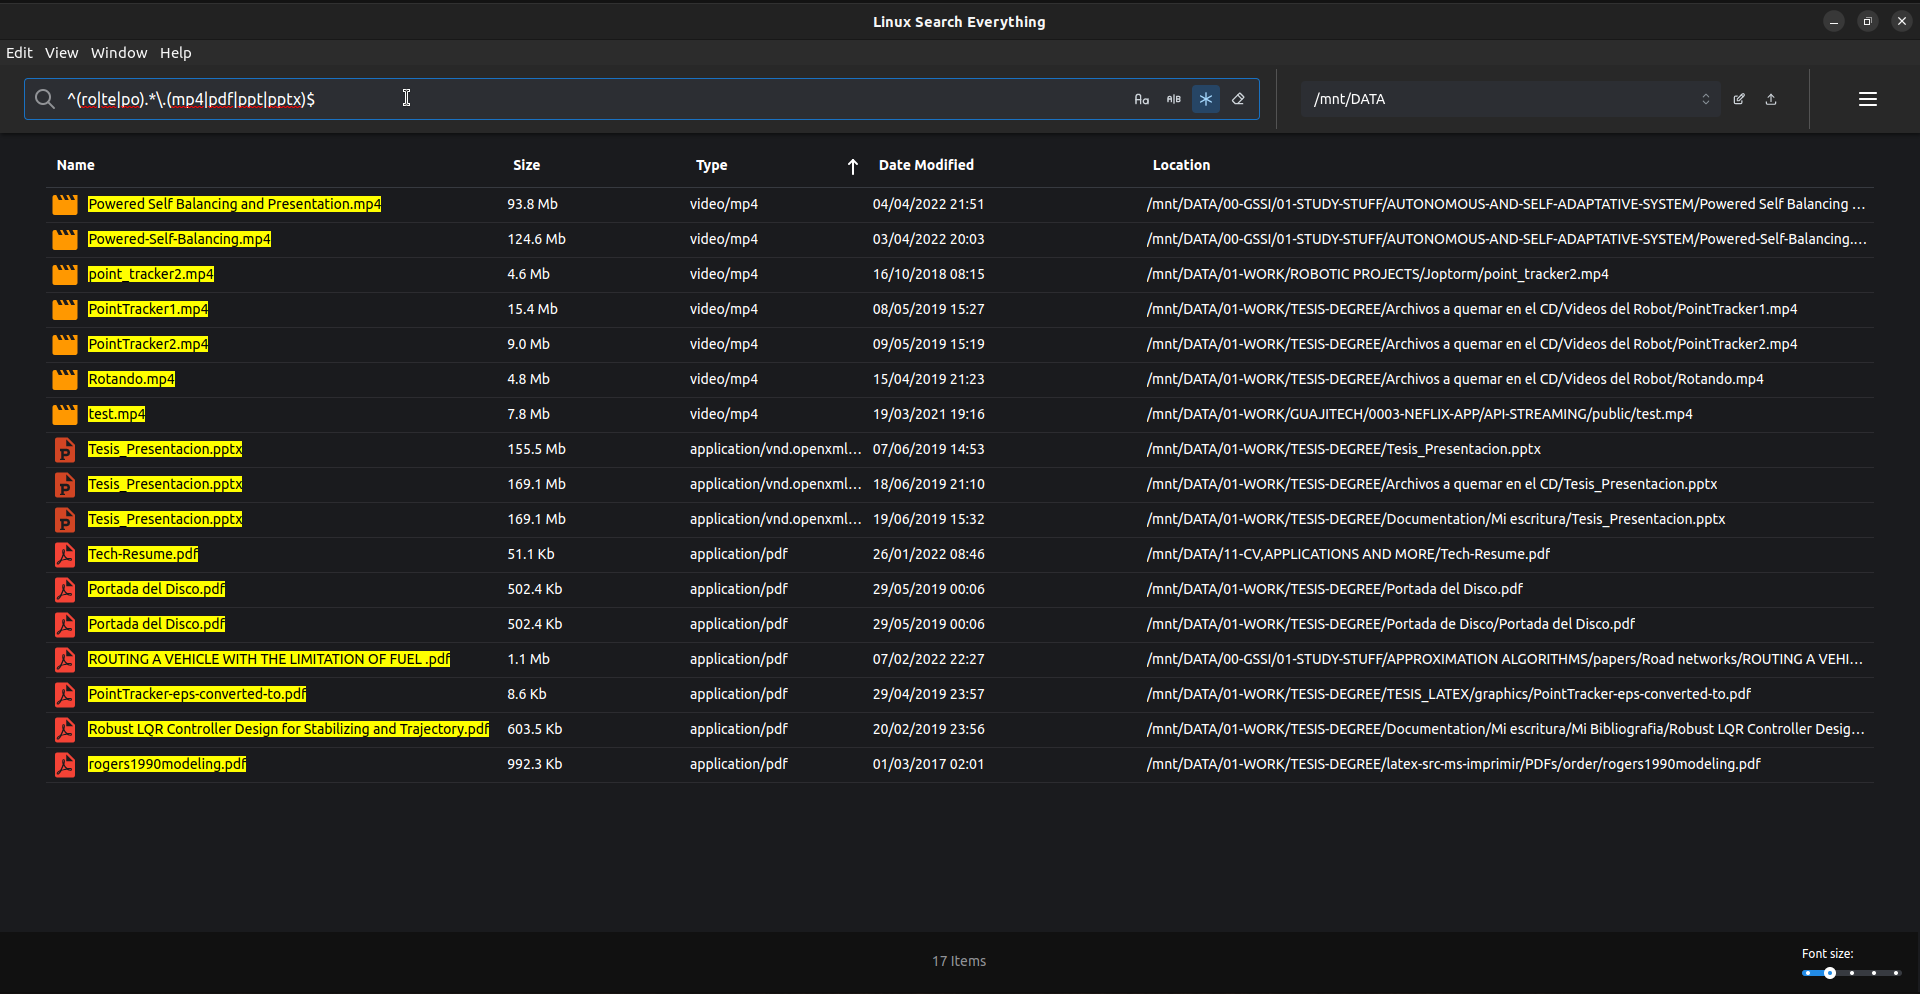 Linux Search Everything
Edit View Window Help
^(ro|te|po).*\.(mp4|pdf|ppt|pptx)$ Aa A|B /mnt/DATA
Name Size Type Date Modified Location
Powered Self Balancing and Presentation.mp4 93.8 Mb video/mp4 04/04/2022 21:51 /mnt/DATA/00-GSSI/01-STUDY-STUFF/AUTONOMOUS-AND-SELF-ADAPTATIVE-SYSTEM/Powered Self Balancing ...
Powered-Self-Balancing.mp4 124.6 Mb video/mp4 03/04/2022 20:03 /mnt/DATA/00-GSSI/01-STUDY-STUFF/AUTONOMOUS-AND-SELF-ADAPTATIVE-SYSTEM/Powered-Self-Balancing....
point_tracker2.mp4 4.6 Mb video/mp4 16/10/2018 08:15 /mnt/DATA/01-WORK/ROBOTIC PROJECTS/Joptorm/point_tracker2.mp4
PointTracker1.mp4 15.4 Mb video/mp4 08/05/2019 15:27 /mnt/DATA/01-WORK/TESIS-DEGREE/Archivos a quemar en el CD/Videos del Robot/PointTracker1.mp4
PointTracker2.mp4 9.0 Mb video/mp4 09/05/2019 15:19 /mnt/DATA/01-WORK/TESIS-DEGREE/Archivos a quemar en el CD/Videos del Robot/PointTracker2.mp4
Rotando.mp4 4.8 Mb video/mp4 15/04/2019 21:23 /mnt/DATA/01-WORK/TESIS-DEGREE/Archivos a quemar en el CD/Videos del Robot/Rotando.mp4
test.mp4 7.8 Mb video/mp4 19/03/2021 19:16 /mnt/DATA/01-WORK/GUAJITECH/0003-NEFLIX-APP/API-STREAMING/public/test.mp4
Tesis_Presentacion.pptx 155.5 Mb application/vnd.openxml... 07/06/2019 14:53 /mnt/DATA/01-WORK/TESIS-DEGREE/Tesis_Presentacion.pptx
Tesis_Presentacion.pptx 169.1 Mb application/vnd.openxml... 18/06/2019 21:10 /mnt/DATA/01-WORK/TESIS-DEGREE/Archivos a quemar en el CD/Tesis_Presentacion.pptx
Tesis_Presentacion.pptx 169.1 Mb application/vnd.openxml... 19/06/2019 15:32 /mnt/DATA/01-WORK/TESIS-DEGREE/Documentation/Mi escritura/Tesis_Presentacion.pptx
Tech-Resume.pdf 51.1 Kb application/pdf 26/01/2022 08:46 /mnt/DATA/11-CV,APPLICATIONS AND MORE/Tech-Resume.pdf
Portada del Disco.pdf 502.4 Kb application/pdf 29/05/2019 00:06 /mnt/DATA/01-WORK/TESIS-DEGREE/Portada del Disco.pdf
Portada del Disco.pdf 502.4 Kb application/pdf 29/05/2019 00:06 /mnt/DATA/01-WORK/TESIS-DEGREE/Portada de Disco/Portada del Disco.pdf
ROUTING A VEHICLE WITH THE LIMITATION OF FUEL .pdf 1.1 Mb application/pdf 07/02/2022 22:27 /mnt/DATA/00-GSSI/01-STUDY-STUFF/APPROXIMATION ALGORITHMS/papers/Road networks/ROUTING A VEHI...
PointTracker-eps-converted-to.pdf 8.6 Kb application/pdf 29/04/2019 23:57 /mnt/DATA/01-WORK/TESIS-DEGREE/TESIS_LATEX/graphics/PointTracker-eps-converted-to.pdf
Robust LQR Controller Design for Stabilizing and Trajectory.pdf 603.5 Kb application/pdf 20/02/2019 23:56 /mnt/DATA/01-WORK/TESIS-DEGREE/Documentation/Mi escritura/Mi Bibliografia/Robust LQR Controller Desig...
rogers1990modeling.pdf 992.3 Kb application/pdf 01/03/2017 02:01 /mnt/DATA/01-WORK/TESIS-DEGREE/latex-src-ms-imprimir/PDFs/order/rogers1990modeling.pdf
17 Items
Font size: